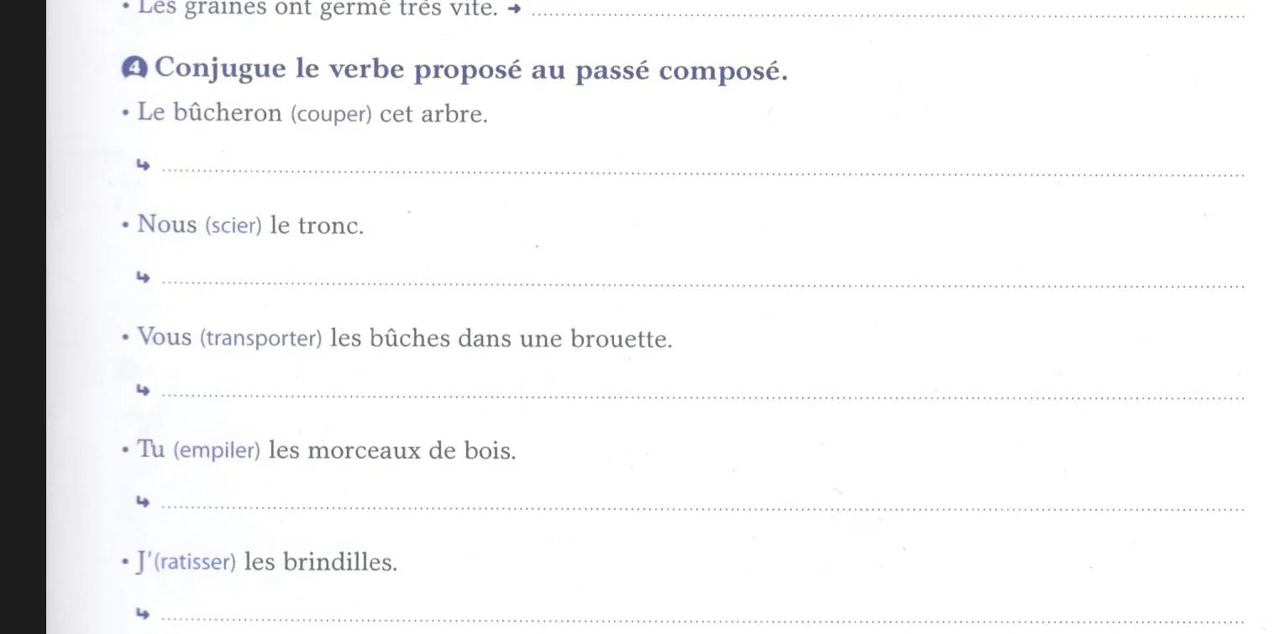 • Les graines ont germé très vite. ➜
4 Conjugue le verbe proposé au passé composé.
• Le bûcheron (couper) cet arbre.
↳
• Nous (scier) le tronc.
↳
• Vous (transporter) les bûches dans une brouette.
↳
• Tu (empiler) les morceaux de bois.
↳
• J'(ratisser) les brindilles.
↳